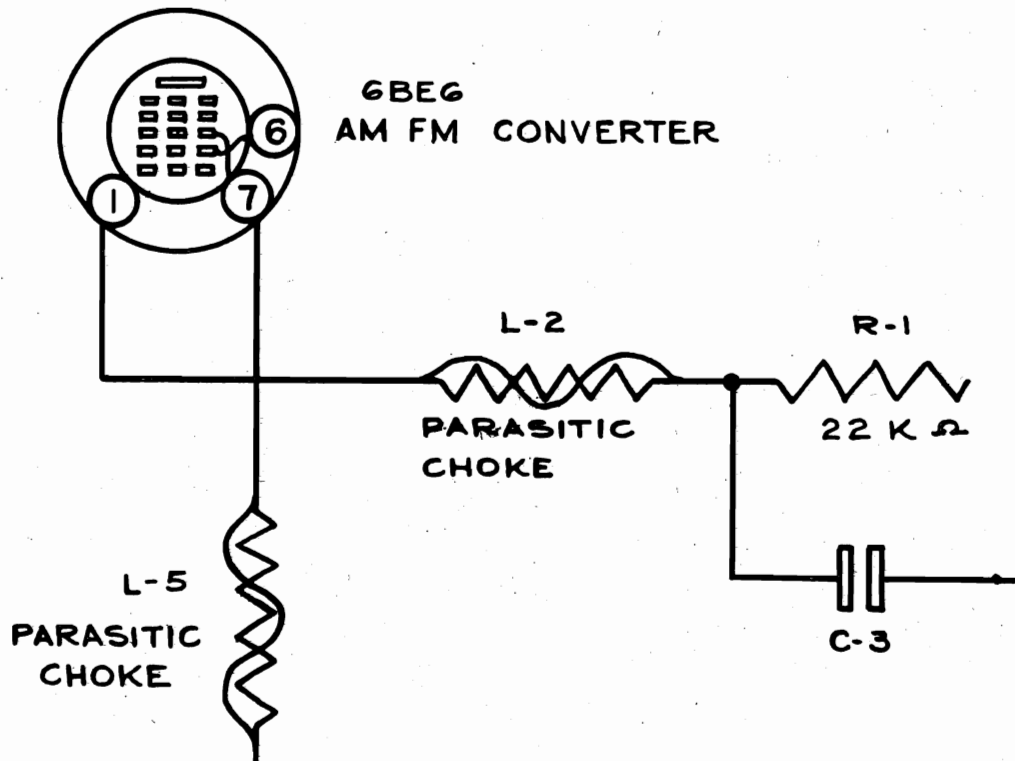 6BE6
AM FM CONVERTER
6
1
7
L-2
R-1
PARASITIC
CHOKE
22 K Ω
L-5
PARASITIC
CHOKE
C-3